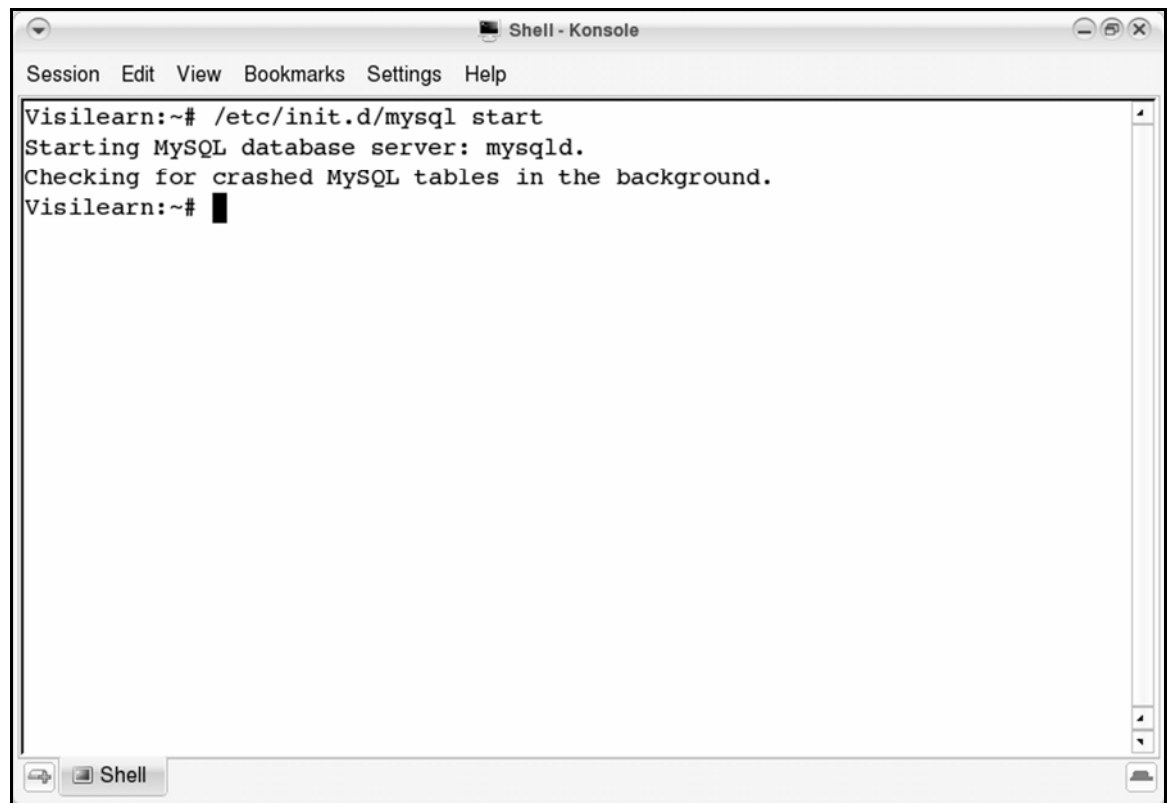 Shell - Konsole
Session Edit View Bookmarks Settings Help
Visilearn:~# /etc/init.d/mysql start
Starting MySQL database server: mysqld.
Checking for crashed MySQL tables in the background.
Visilearn:~#
Shell